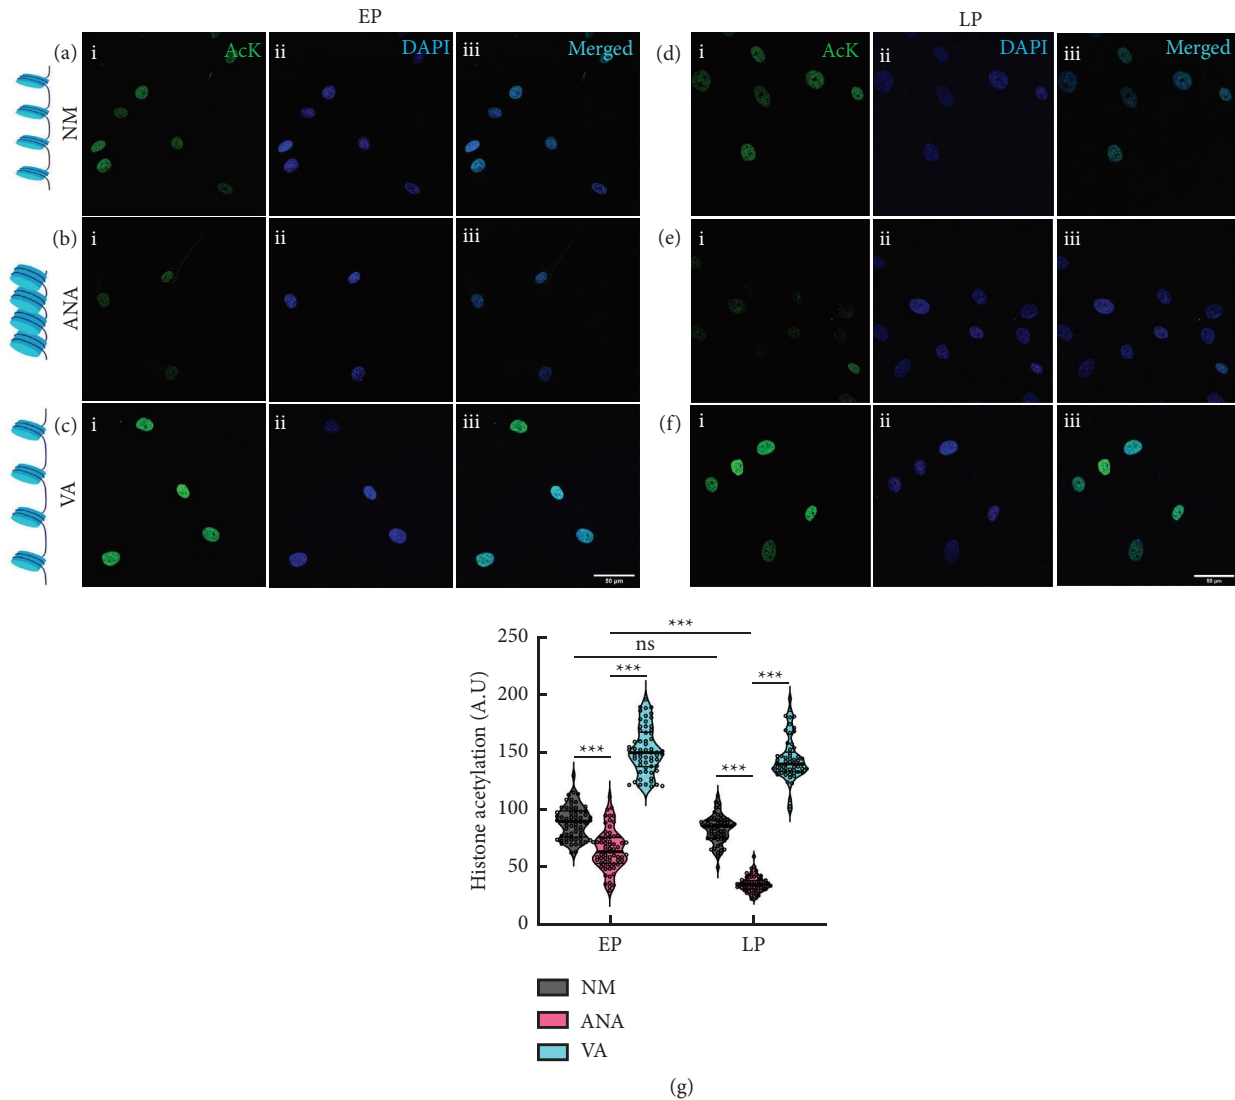 EP
LP
(a)
i
AcK
ii
DAPI
iii
Merged
(d)
i
AcK
ii
DAPI
iii
Merged
NM
(b)
i
ii
iii
(e)
i
ii
iii
ANA
(c)
i
ii
iii
(f)
i
ii
iii
VA
50 µm
50 µm
250
200
150
100
50
0
Histone acetylation (A.U)
***
ns
***
***
***
***
EP
LP
NM
ANA
VA
(g)